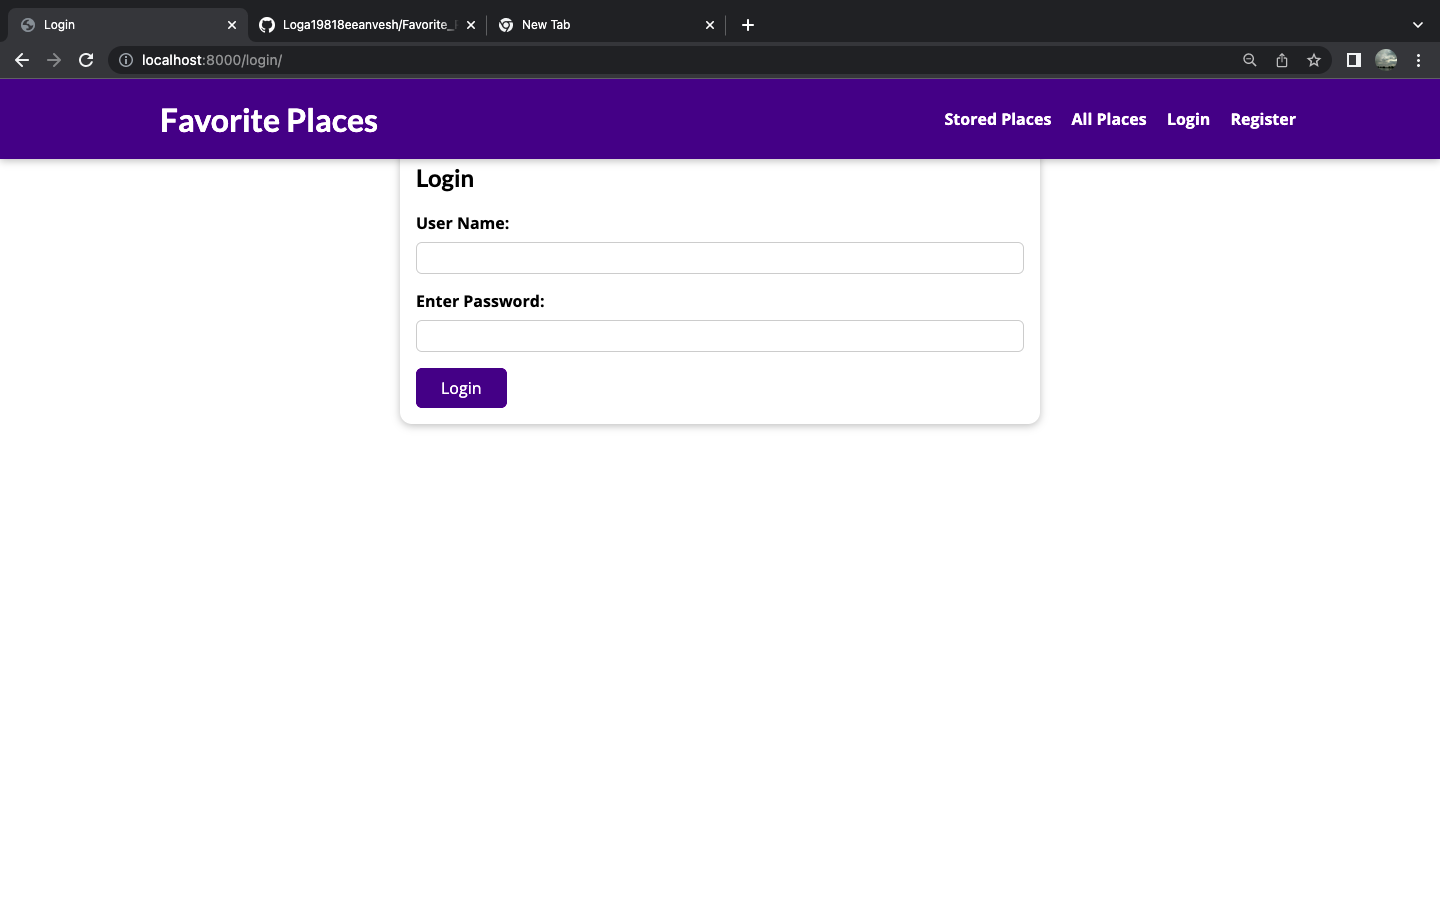 Login
Loga19818eeanvesh/Favorite_
New Tab
localhost:8000/login/
Favorite Places
Stored Places All Places Login Register
Login
User Name:
Enter Password:
Login